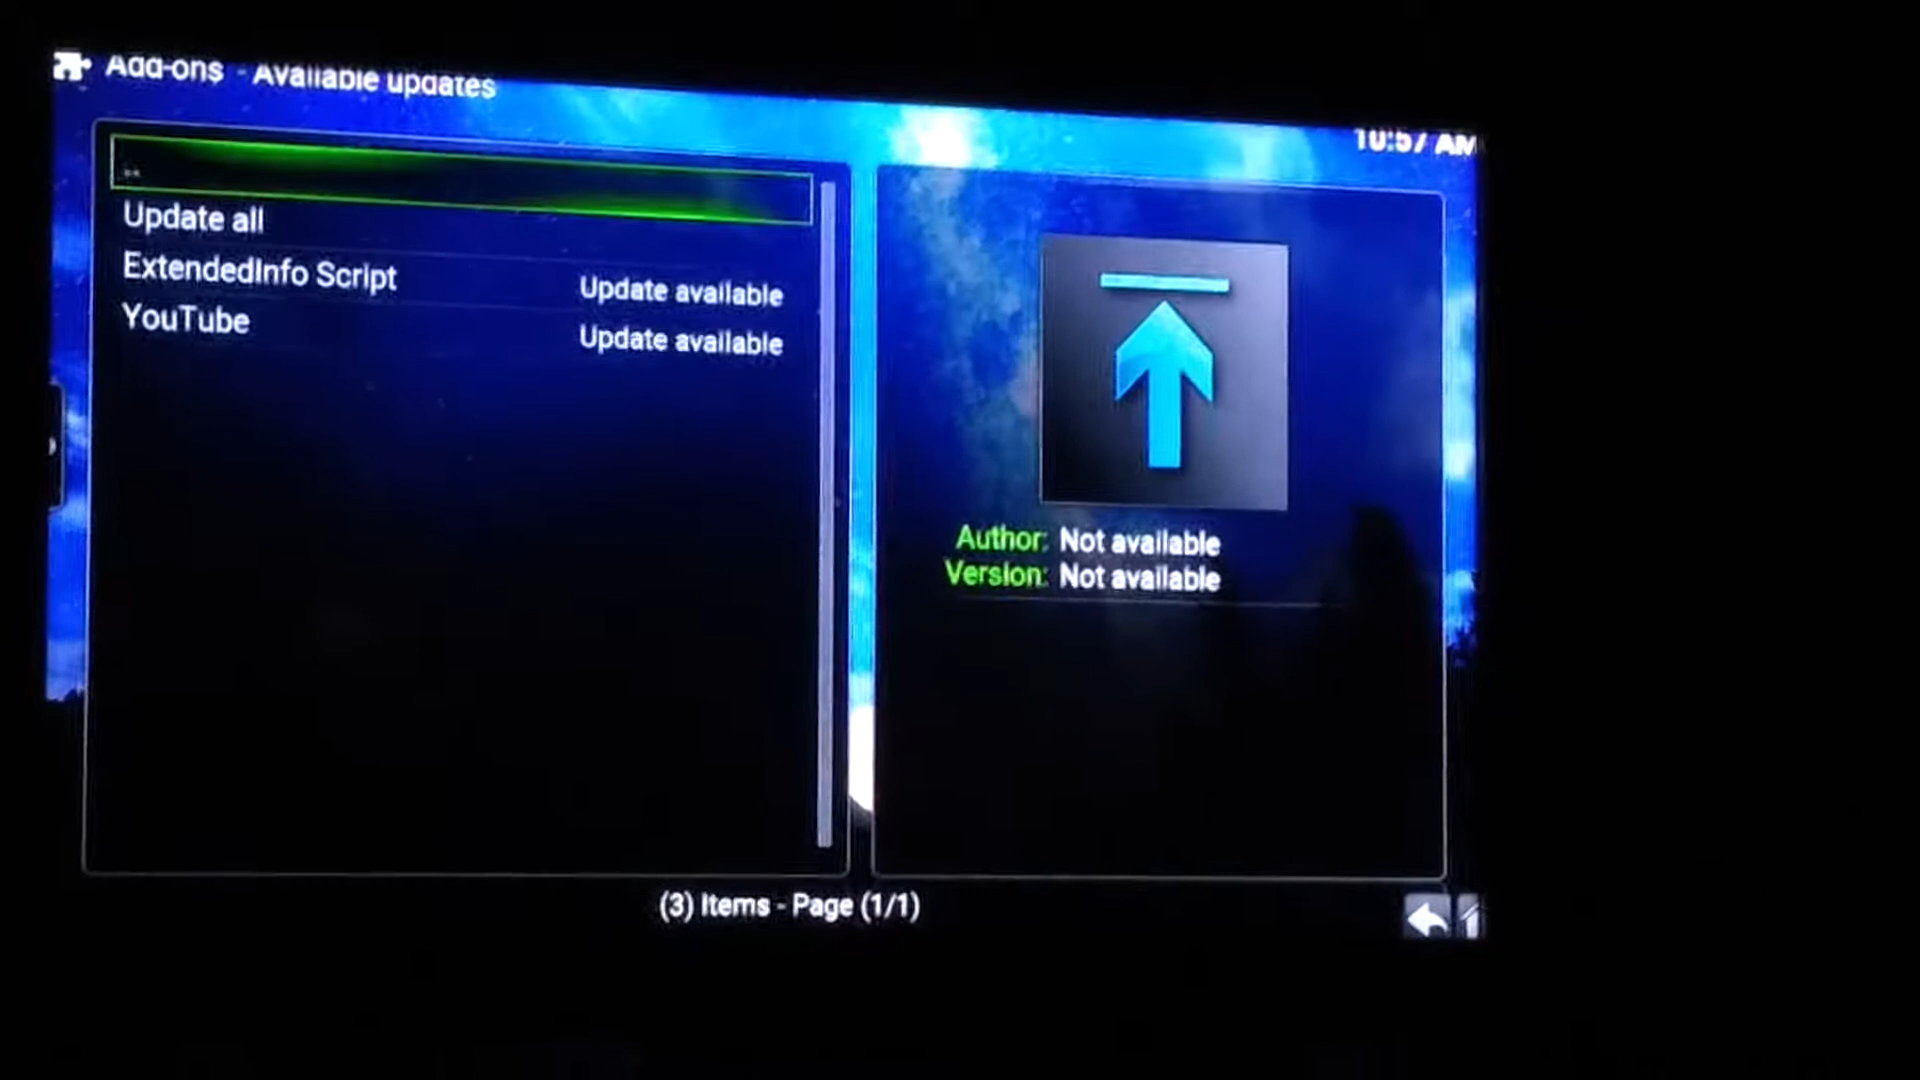 Add-ons - Available updates
10:57 AM
..
Update all
ExtendedInfo Script Update available
YouTube Update available
Author: Not available
Version: Not available
(3) Items - Page (1/1)